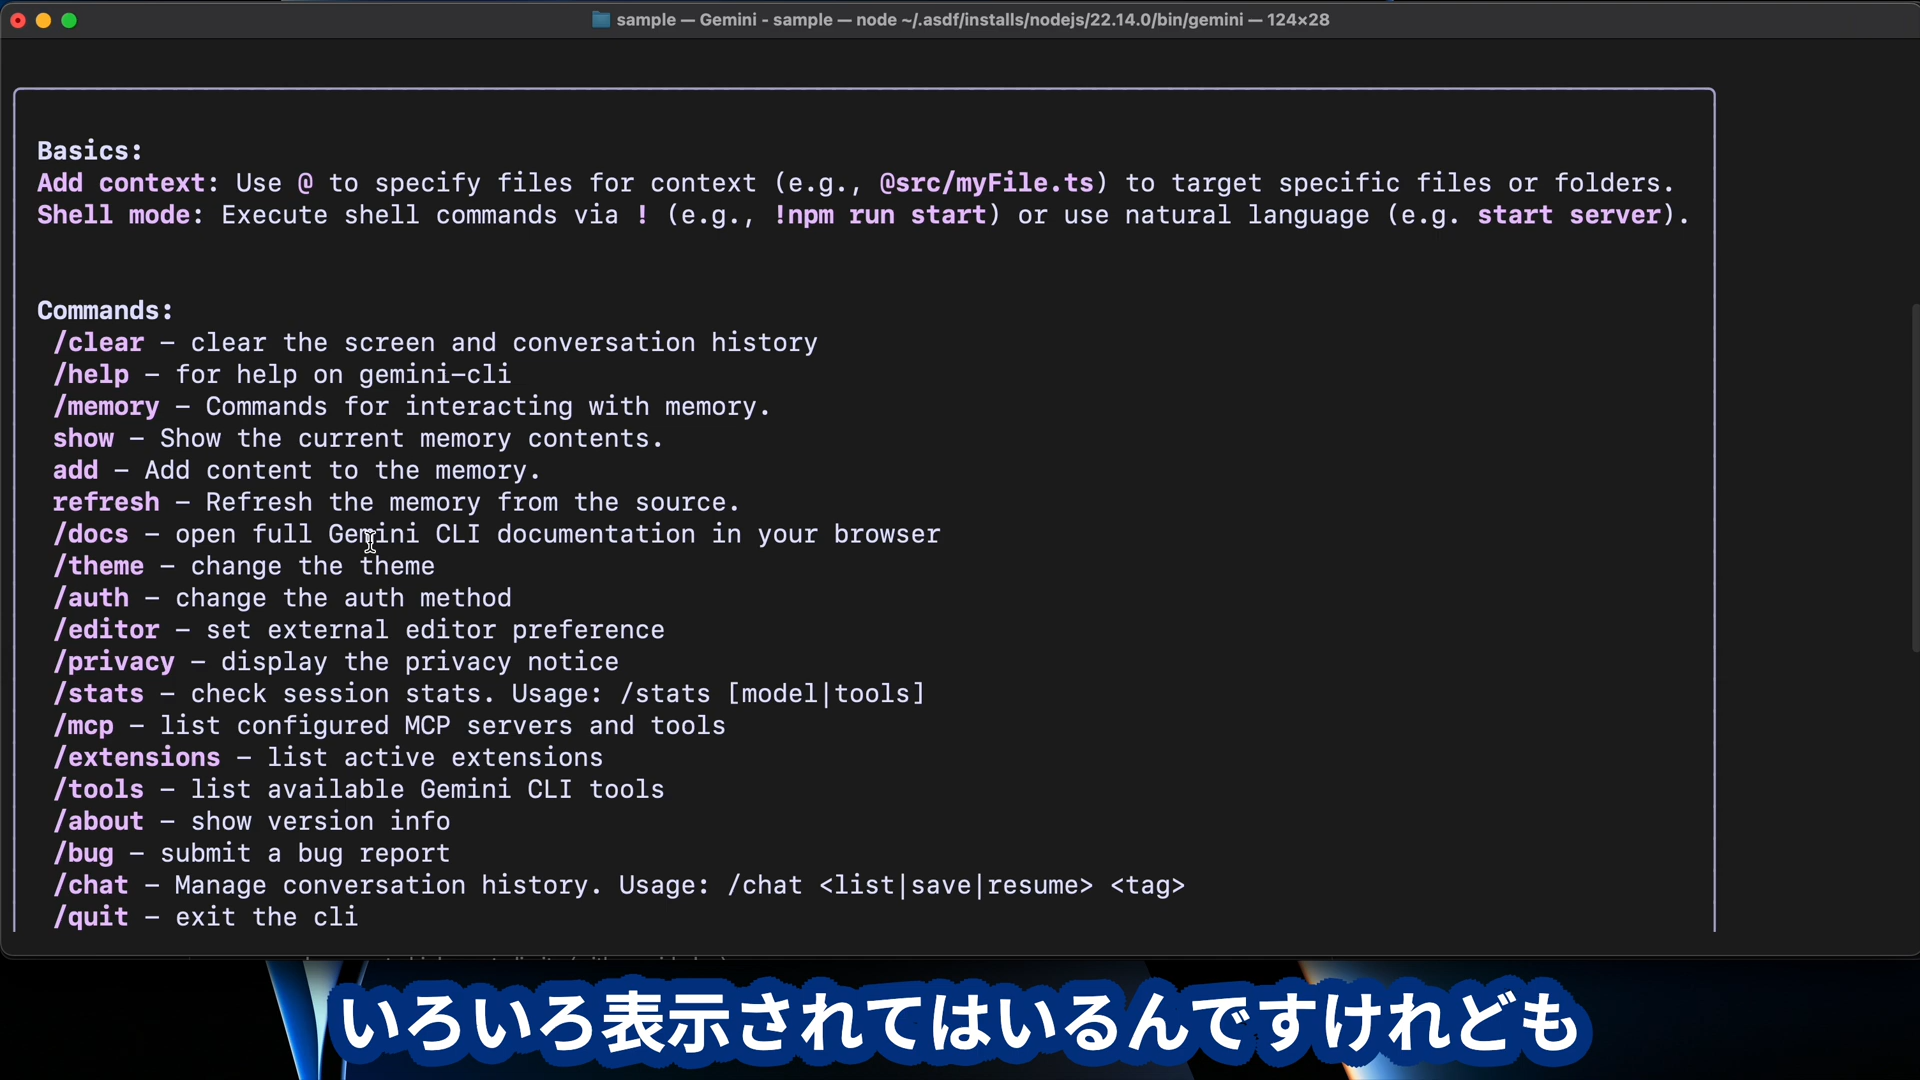 sample — Gemini - sample — node ~/.asdf/installs/nodejs/22.14.0/bin/gemini — 124×28
Basics:
Add context: Use @ to specify files for context (e.g., @src/myFile.ts) to target specific files or folders.
Shell mode: Execute shell commands via ! (e.g., !npm run start) or use natural language (e.g. start server).
Commands:
/clear - clear the screen and conversation history
/help - for help on gemini-cli
/memory - Commands for interacting with memory.
show - Show the current memory contents.
add - Add content to the memory.
refresh - Refresh the memory from the source.
/docs - open full Gemini CLI documentation in your browser
/theme - change the theme
/auth - change the auth method
/editor - set external editor preference
/privacy - display the privacy notice
/stats - check session stats. Usage: /stats [model|tools]
/mcp - list configured MCP servers and tools
/extensions - list active extensions
/tools - list available Gemini CLI tools
/about - show version info
/bug - submit a bug report
/chat - Manage conversation history. Usage: /chat <list|save|resume> <tag>
/quit - exit the cli
いろいろ表示されてはいるんですけれども